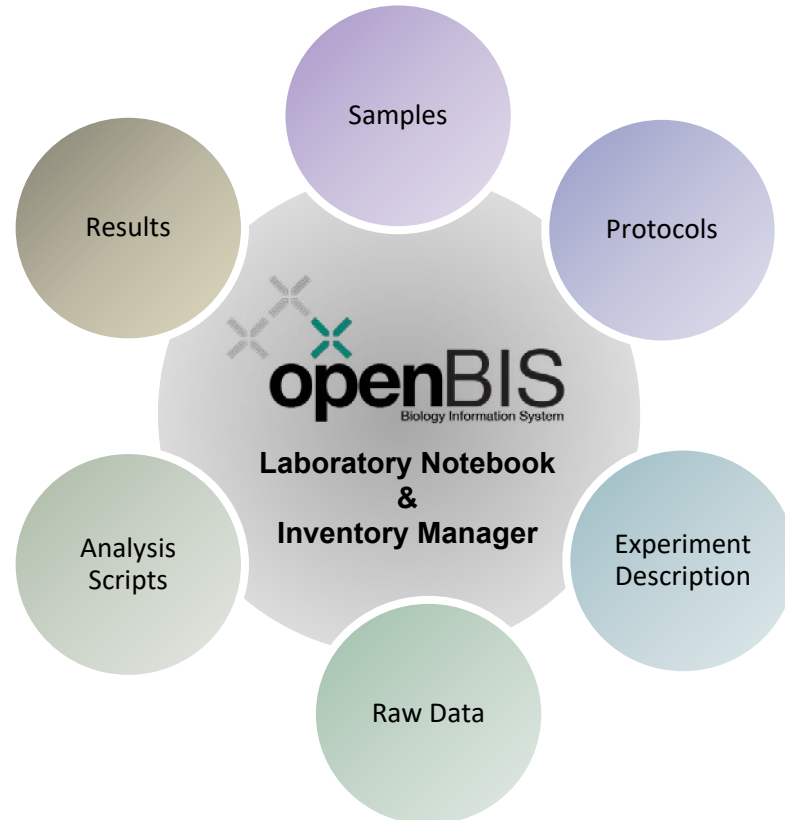 Samples
Protocols
Results
openBIS
Biology Information System
Laboratory Notebook
&
Inventory Manager
Experiment
Description
Analysis
Scripts
Raw Data